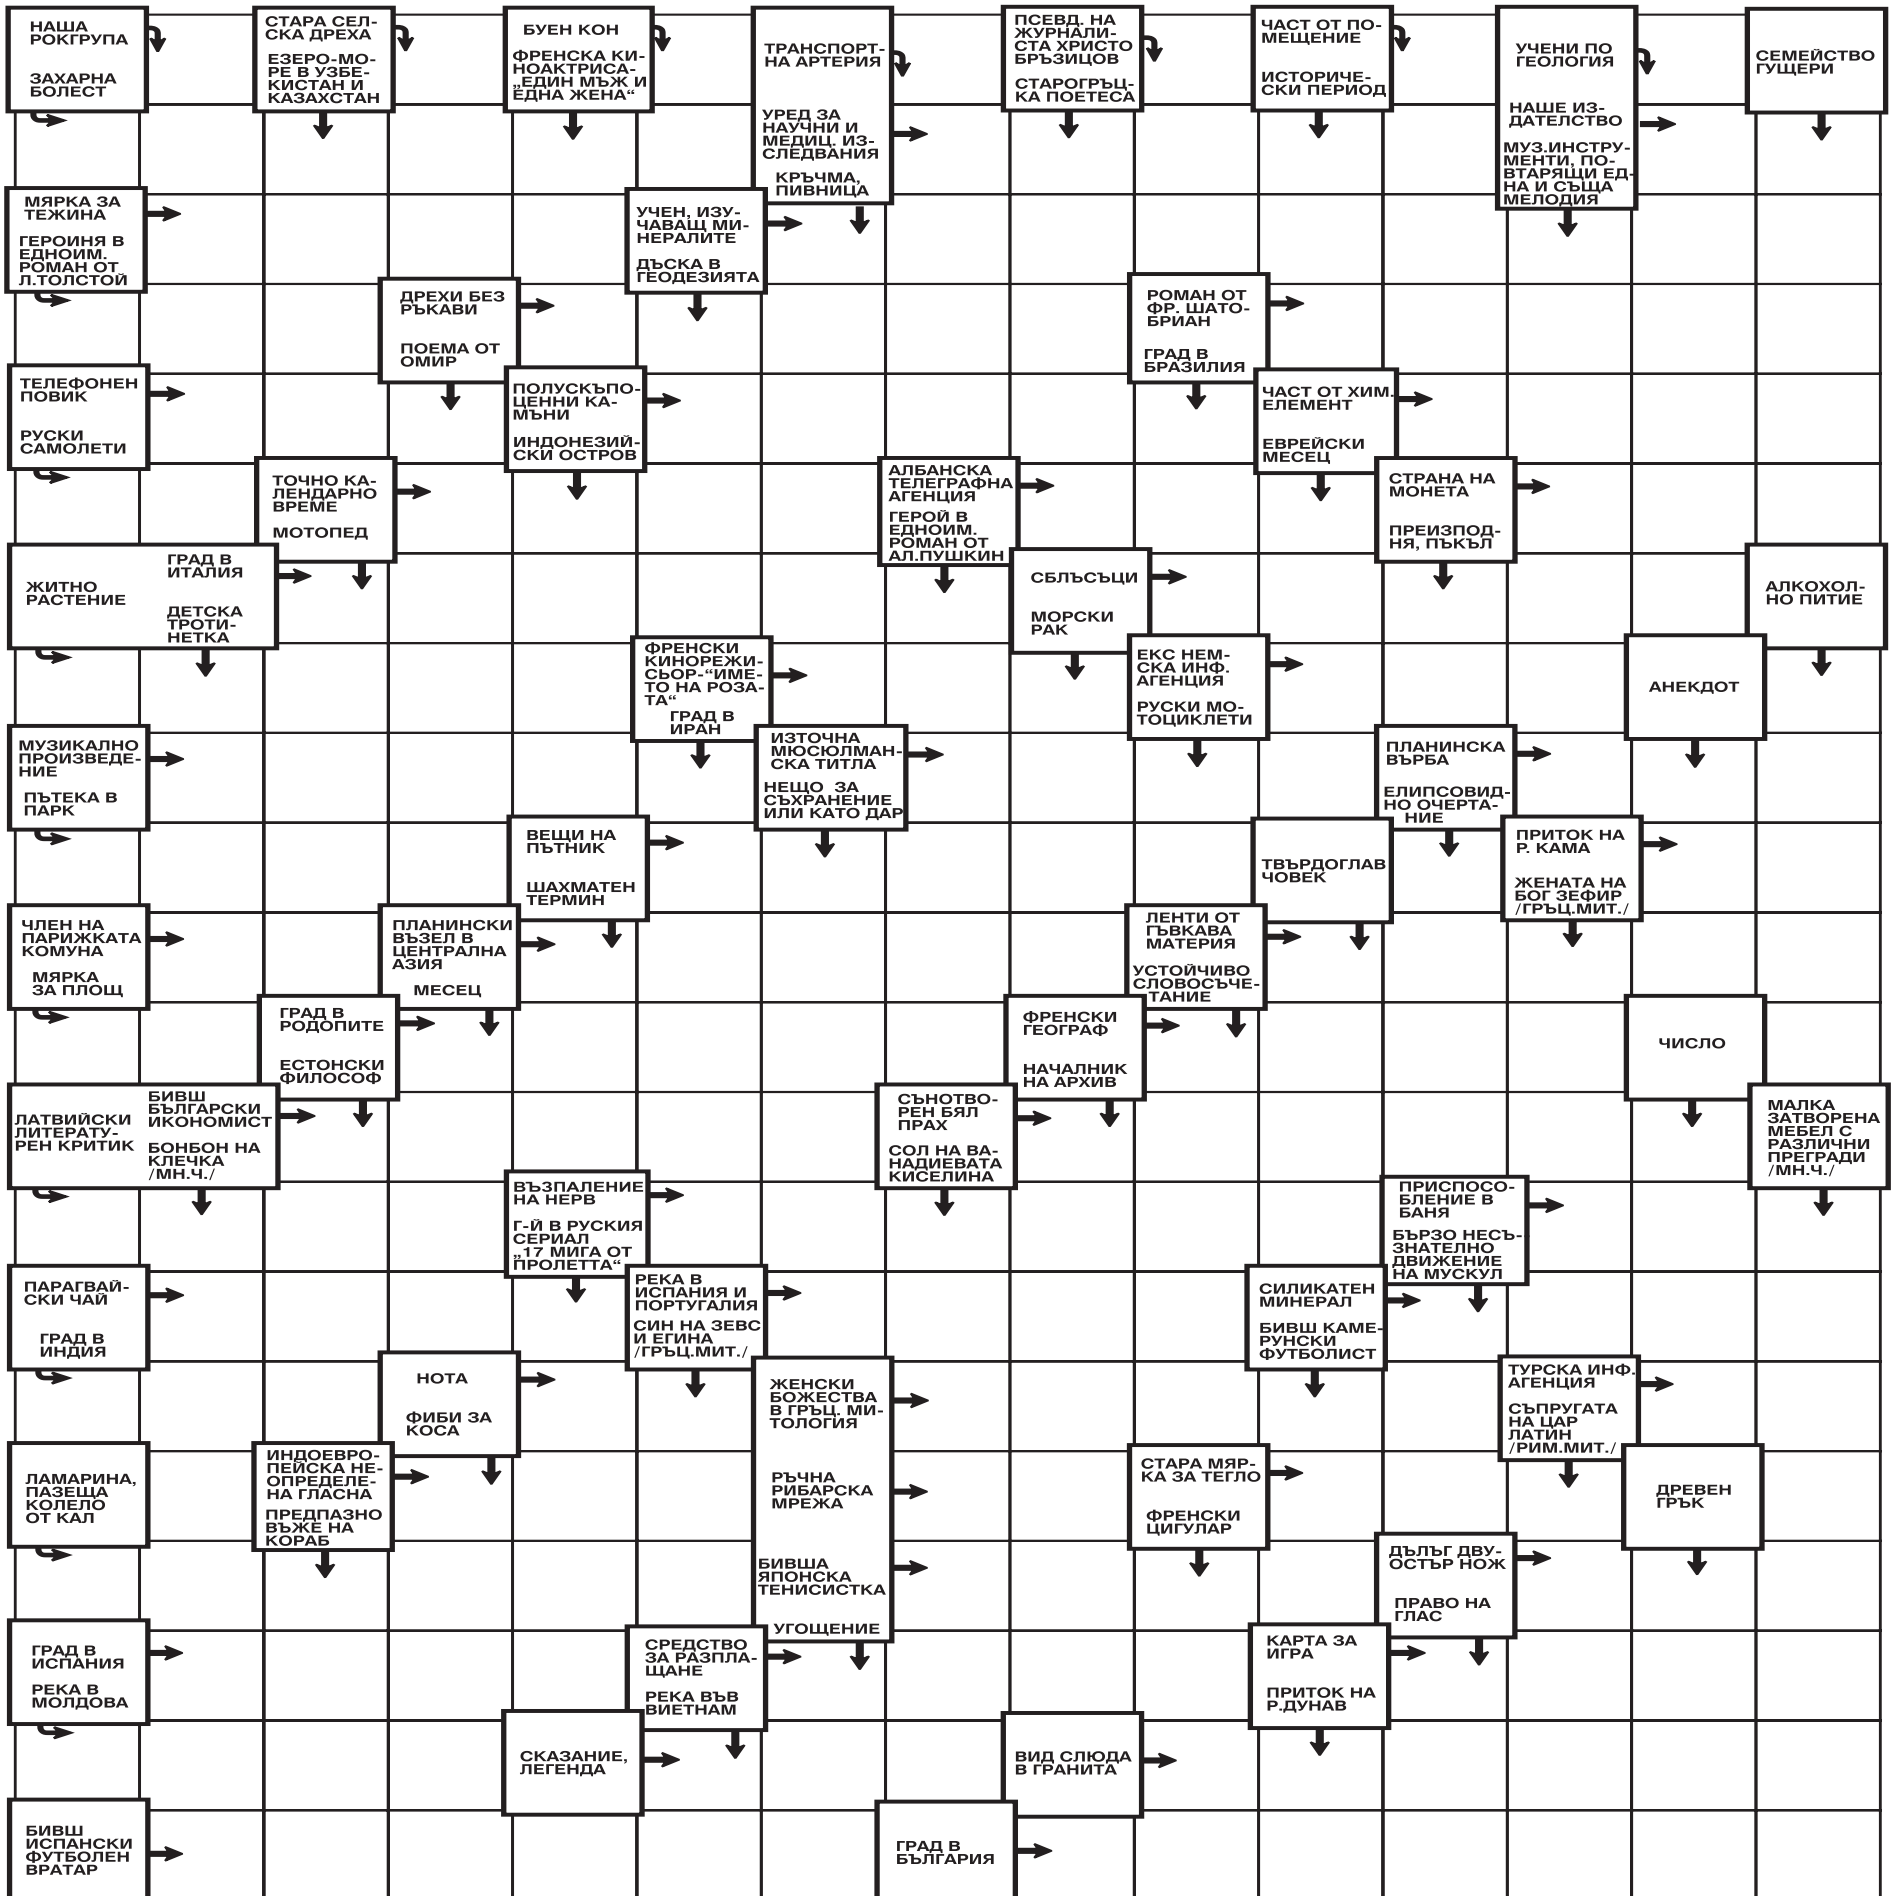 НАША
РОКГРУПА
ЗАХАРНА
БОЛЕСТ
СТАРА СЕЛ-
СКА ДРЕХА
ЕЗЕРО-МО-
РЕ В УЗБЕ-
КИСТАН И
КАЗАХСТАН
БУЕН КОН
ФРЕНСКА КИ-
НОАКТРИСА-
„ЕДИН МЪЖ И
ЕДНА ЖЕНА“
ТРАНСПОРТ-
НА АРТЕРИЯ
УРЕД ЗА
НАУЧНИ И
МЕДИЦ. ИЗ-
СЛЕДВАНИЯ
КРЪЧМА,
ПИВНИЦА
ПСЕВД. НА
ЖУРНАЛИ-
СТА ХРИСТО
БРЪЗИЦОВ
СТАРОГРЪЦ-
КА ПОЕТЕСА
ЧАСТ ОТ ПО-
МЕЩЕНИЕ
ИСТОРИЧЕ-
СКИ ПЕРИОД
УЧЕНИ ПО
ГЕОЛОГИЯ
НАШЕ ИЗ-
ДАТЕЛСТВО
МУЗ.ИНСТРУ-
МЕНТИ, ПО-
ВТАРЯЩИ ЕД-
НА И СЪЩА
МЕЛОДИЯ
СЕМЕЙСТВО
ГУЩЕРИ
МЯРКА ЗА
ТЕЖИНА
ГЕРОИНЯ В
ЕДНОИМ.
РОМАН ОТ
Л.ТОЛСТОЙ
УЧЕН, ИЗУ-
ЧАВАЩ МИ-
НЕРАЛИТЕ
ДЪСКА В
ГЕОДЕЗИЯТА
ДРЕХИ БЕЗ
РЪКАВИ
ПОЕМА ОТ
ОМИР
РОМАН ОТ
ФР. ШАТО-
БРИАН
ГРАД В
БРАЗИЛИЯ
ТЕЛЕФОНЕН
ПОВИК
РУСКИ
САМОЛЕТИ
ПОЛУСКЪПО-
ЦЕННИ КА-
МЪНИ
ИНДОНЕЗИЙ-
СКИ ОСТРОВ
ЧАСТ ОТ ХИМ.
ЕЛЕМЕНТ
ЕВРЕЙСКИ
МЕСЕЦ
ТОЧНО КА-
ЛЕНДАРНО
ВРЕМЕ
МОТОПЕД
АЛБАНСКА
ТЕЛЕГРАФНА
АГЕНЦИЯ
ГЕРОЙ В
ЕДНОИМ.
РОМАН ОТ
АЛ.ПУШКИН
СТРАНА НА
МОНЕТА
ПРЕИЗПОД-
НЯ, ПЪКЪЛ
ЖИТНО
РАСТЕНИЕ
ГРАД В
ИТАЛИЯ
ДЕТСКА
ТРОТИ-
НЕТКА
СБЛЪСЪЦИ
МОРСКИ
РАК
АЛКОХОЛ-
НО ПИТИЕ
ФРЕНСКИ
КИНОРЕЖИ-
СЬОР-“ИМЕ-
ТО НА РОЗА-
ТА“
ГРАД В
ИРАН
ЕКС НЕМ-
СКА ИНФ.
АГЕНЦИЯ
РУСКИ МО-
ТОЦИКЛЕТИ
АНЕКДОТ
МУЗИКАЛНО
ПРОИЗВЕДЕ-
НИЕ
ПЪТЕКА В
ПАРК
ИЗТОЧНА
МЮСЮЛМАН-
СКА ТИТЛА
НЕЩО ЗА
СЪХРАНЕНИЕ
ИЛИ КАТО ДАР
ПЛАНИНСКА
ВЪРБА
ЕЛИПСОВИД-
НО ОЧЕРТА-
НИЕ
ВЕЩИ НА
ПЪТНИК
ШАХМАТЕН
ТЕРМИН
ТВЪРДОГЛАВ
ЧОВЕК
ПРИТОК НА
Р. КАМА
ЖЕНАТА НА
БОГ ЗЕФИР
/ГРЪЦ.МИТ./
ЧЛЕН НА
ПАРИЖКАТА
КОМУНА
МЯРКА
ЗА ПЛОЩ
ПЛАНИНСКИ
ВЪЗЕЛ В
ЦЕНТРАЛНА
АЗИЯ
МЕСЕЦ
ЛЕНТИ ОТ
ГЪВКАВА
МАТЕРИЯ
УСТОЙЧИВО
СЛОВОСЪЧЕ-
ТАНИЕ
ГРАД В
РОДОПИТЕ
ЕСТОНСКИ
ФИЛОСОФ
ФРЕНСКИ
ГЕОГРАФ
НАЧАЛНИК
НА АРХИВ
ЧИСЛО
ЛАТВИЙСКИ
ЛИТЕРАТУ-
РЕН КРИТИК
БИВШ
БЪЛГАРСКИ
ИКОНОМИСТ
БОНБОН НА
КЛЕЧКА
/МН.Ч./
СЪНОТВО-
РЕН БЯЛ
ПРАХ
СОЛ НА ВА-
НАДИЕВАТА
КИСЕЛИНА
МАЛКА
ЗАТВОРЕНА
МЕБЕЛ С
РАЗЛИЧНИ
ПРЕГРАДИ
/МН.Ч./
ВЪЗПАЛЕНИЕ
НА НЕРВ
Г-Й В РУСКИЯ
СЕРИАЛ
„17 МИГА ОТ
ПРОЛЕТТА“
ПРИСПОСО-
БЛЕНИЕ В
БАНЯ
БЪРЗО НЕСЪ-
ЗНАТЕЛНО
ДВИЖЕНИЕ
НА МУСКУЛ
ПАРАГВАЙ-
СКИ ЧАЙ
ГРАД В
ИНДИЯ
РЕКА В
ИСПАНИЯ И
ПОРТУГАЛИЯ
СИН НА ЗЕВС
И ЕГИНА
/ГРЪЦ.МИТ./
СИЛИКАТЕН
МИНЕРАЛ
БИВШ КАМЕ-
РУНСКИ
ФУТБОЛИСТ
НОТА
ФИБИ ЗА
КОСА
ЖЕНСКИ
БОЖЕСТВА
В ГРЪЦ. МИ-
ТОЛОГИЯ
РЪЧНА
РИБАРСКА
МРЕЖА
БИВША
ЯПОНСКА
ТЕНИСИСТКА
УГОЩЕНИЕ
ТУРСКА ИНФ.
АГЕНЦИЯ
СЪПРУГАТА
НА ЦАР
ЛАТИН
/РИМ.МИТ./
ЛАМАРИНА,
ПАЗЕЩА
КОЛЕЛО
ОТ КАЛ
ИНДОЕВРО-
ПЕЙСКА НЕ-
ОПРЕДЕЛЕ-
НА ГЛАСНА
ПРЕДПАЗНО
ВЪЖЕ НА
КОРАБ
СТАРА МЯР-
КА ЗА ТЕГЛО
ФРЕНСКИ
ЦИГУЛАР
ДРЕВЕН
ГРЪК
ДЪЛЪГ ДВУ-
ОСТЪР НОЖ
ПРАВО НА
ГЛАС
ГРАД В
ИСПАНИЯ
РЕКА В
МОЛДОВА
СРЕДСТВО
ЗА РАЗПЛА-
ЩАНЕ
РЕКА ВЪВ
ВИЕТНАМ
КАРТА ЗА
ИГРА
ПРИТОК НА
Р.ДУНАВ
СКАЗАНИЕ,
ЛЕГЕНДА
ВИД СЛЮДА
В ГРАНИТА
БИВШ
ИСПАНСКИ
ФУТБОЛЕН
ВРАТАР
ГРАД В
БЪЛГАРИЯ